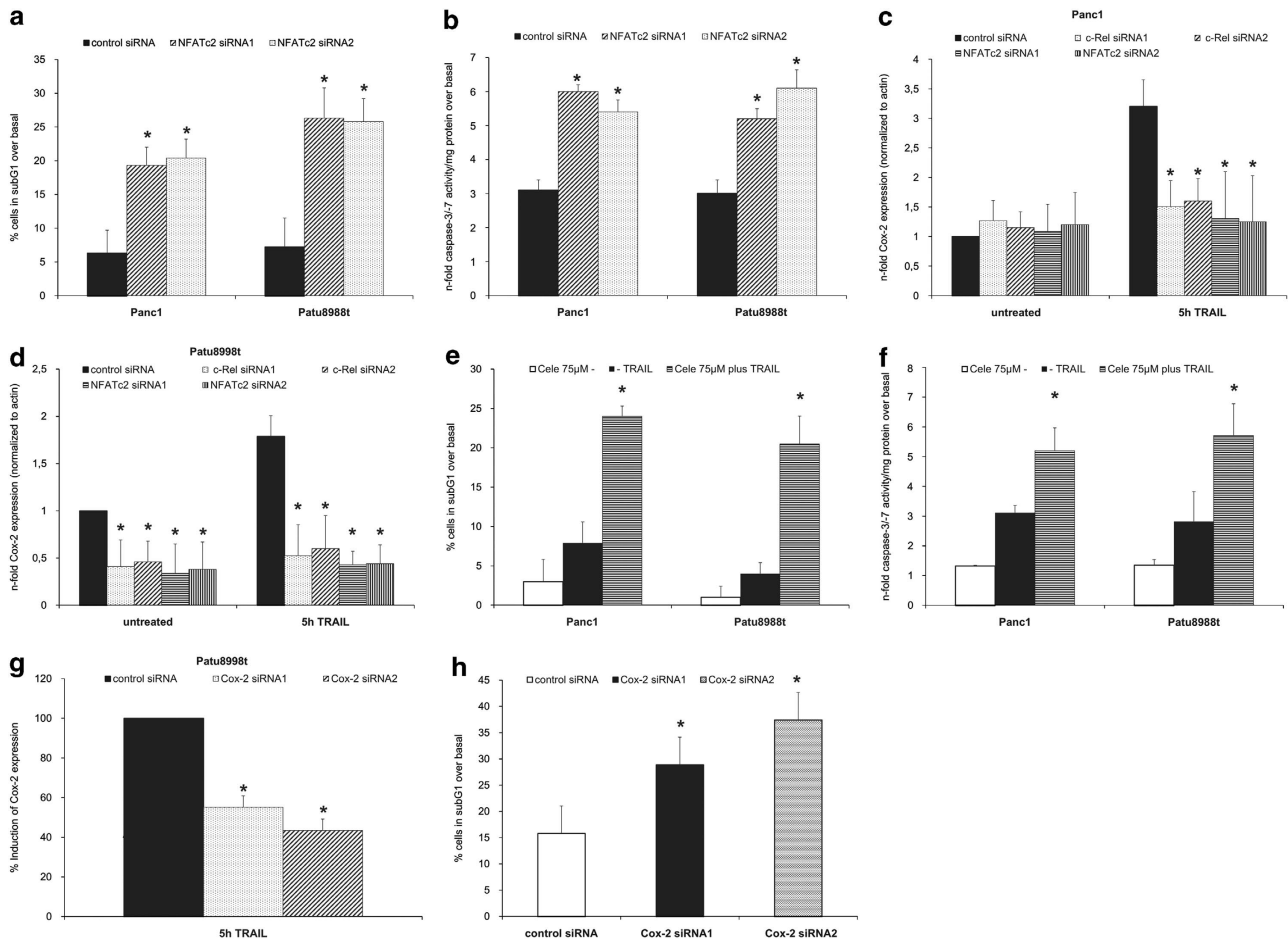 a
control siRNA NFATc2 siRNA1 NFATc2 siRNA2
% cells in subG1 over basal
35
30
25
20
15
10
5
0
* * * *
Panc1 Patu8988t
b
control siRNA NFATc2 siRNA1 NFATc2 siRNA2
n-fold caspase-3/-7 activity/mg protein over basal
7
6
5
4
3
2
1
0
* * * *
Panc1 Patu8988t
c
Panc1
control siRNA c-Rel siRNA1 c-Rel siRNA2
NFATc2 siRNA1 NFATc2 siRNA2
n-fold Cox-2 expression (normalized to actin)
4
3,5
3
2,5
2
1,5
1
0,5
0
* * * *
untreated 5h TRAIL
d
Patu8998t
control siRNA c-Rel siRNA1 c-Rel siRNA2
NFATc2 siRNA1 NFATc2 siRNA2
n-fold Cox-2 expression (normalized to actin)
2,5
2
1,5
1
0,5
0
* * * * * * * *
untreated 5h TRAIL
e
Cele 75µM - - TRAIL Cele 75µM plus TRAIL
% cells in subG1 over basal
30
25
20
15
10
5
0
* *
Panc1 Patu8988t
f
Cele 75µM - - TRAIL Cele 75µM plus TRAIL
n-fold caspase-3/-7 activity/mg protein over basal
8
7
6
5
4
3
2
1
0
* *
Panc1 Patu8988t
g
Patu8998t
control siRNA Cox-2 siRNA1 Cox-2 siRNA2
% Induction of Cox-2 expression
120
100
80
60
40
20
0
* *
5h TRAIL
h
control siRNA Cox-2 siRNA1 Cox-2 siRNA2
% cells in subG1 over basal
45
40
35
30
25
20
15
10
5
0
* *
control siRNA Cox-2 siRNA1 Cox-2 siRNA2